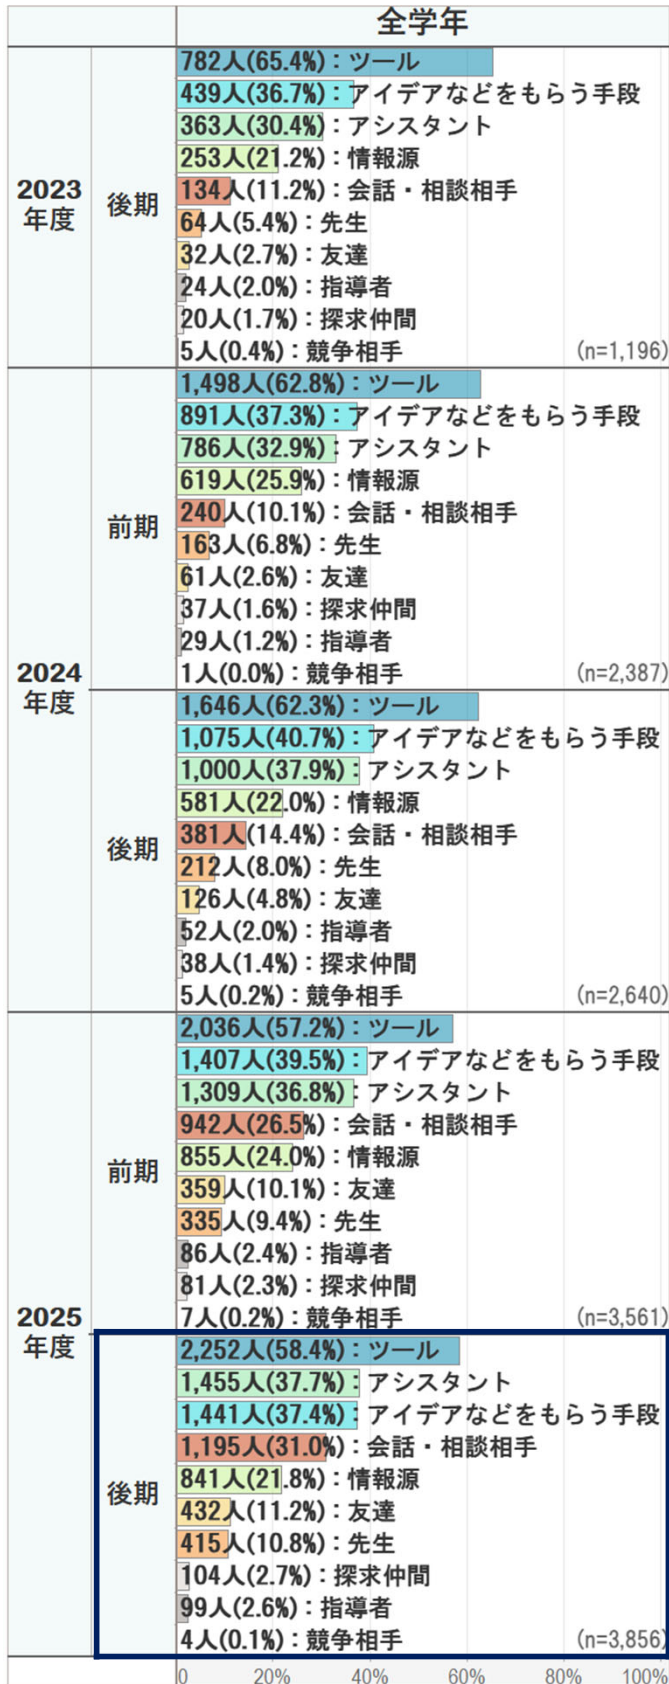 全学年
2023
年度
後期
782人(65.4%)：ツール
439人(36.7%)：アイデアなどをもらう手段
363人(30.4%)：アシスタント
253人(21.2%)：情報源
134人(11.2%)：会話・相談相手
64人(5.4%)：先生
32人(2.7%)：友達
24人(2.0%)：指導者
20人(1.7%)：探求仲間
5人(0.4%)：競争相手
(n=1,196)
2024
年度
前期
1,498人(62.8%)：ツール
891人(37.3%)：アイデアなどをもらう手段
786人(32.9%)：アシスタント
619人(25.9%)：情報源
240人(10.1%)：会話・相談相手
163人(6.8%)：先生
61人(2.6%)：友達
37人(1.6%)：探求仲間
29人(1.2%)：指導者
1人(0.0%)：競争相手
(n=2,387)
後期
1,646人(62.3%)：ツール
1,075人(40.7%)：アイデアなどをもらう手段
1,000人(37.9%)：アシスタント
581人(22.0%)：情報源
381人(14.4%)：会話・相談相手
212人(8.0%)：先生
126人(4.8%)：友達
52人(2.0%)：指導者
38人(1.4%)：探求仲間
5人(0.2%)：競争相手
(n=2,640)
2025
年度
前期
2,036人(57.2%)：ツール
1,407人(39.5%)：アイデアなどをもらう手段
1,309人(36.8%)：アシスタント
942人(26.5%)：会話・相談相手
855人(24.0%)：情報源
359人(10.1%)：友達
335人(9.4%)：先生
86人(2.4%)：指導者
81人(2.3%)：探求仲間
7人(0.2%)：競争相手
(n=3,561)
後期
2,252人(58.4%)：ツール
1,455人(37.7%)：アシスタント
1,441人(37.4%)：アイデアなどをもらう手段
1,195人(31.0%)：会話・相談相手
841人(21.8%)：情報源
432人(11.2%)：友達
415人(10.8%)：先生
104人(2.7%)：探求仲間
99人(2.6%)：指導者
4人(0.1%)：競争相手
(n=3,856)
0 20% 40% 60% 80% 100%